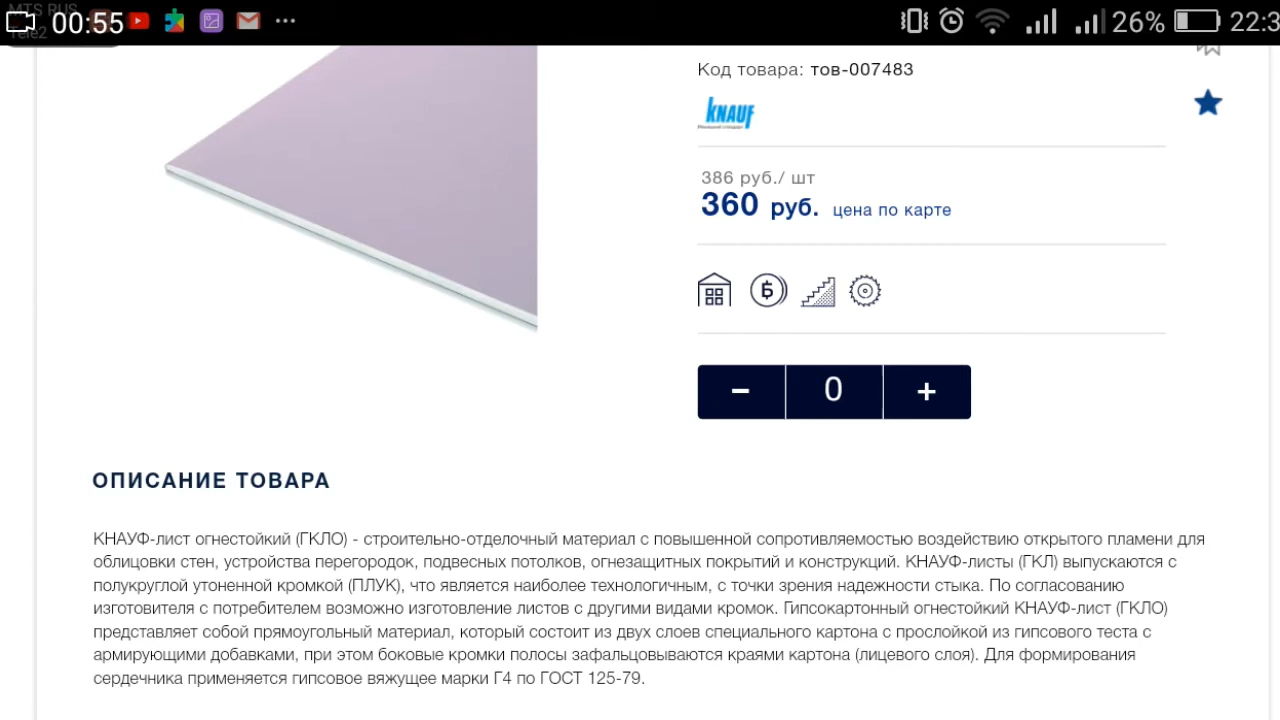 MTS RUS
Tele2
00:55
26%
22:3
Код товара: тов-007483
KNAUF
386 руб./ шт
360 руб. цена по карте
Б
− 0 +
ОПИСАНИЕ ТОВАРА
КНАУФ-лист огнестойкий (ГКЛО) - строительно-отделочный материал с повышенной сопротивляемостью воздействию открытого пламени для
облицовки стен, устройства перегородок, подвесных потолков, огнезащитных покрытий и конструкций. КНАУФ-листы (ГКЛ) выпускаются с
полукруглой утоненной кромкой (ПЛУК), что является наиболее технологичным, с точки зрения надежности стыка. По согласованию
изготовителя с потребителем возможно изготовление листов с другими видами кромок. Гипсокартонный огнестойкий КНАУФ-лист (ГКЛО)
представляет собой прямоугольный материал, который состоит из двух слоев специального картона с прослойкой из гипсового теста с
армирующими добавками, при этом боковые кромки полосы зафальцовываются краями картона (лицевого слоя). Для формирования
сердечника применяется гипсовое вяжущее марки Г4 по ГОСТ 125-79.